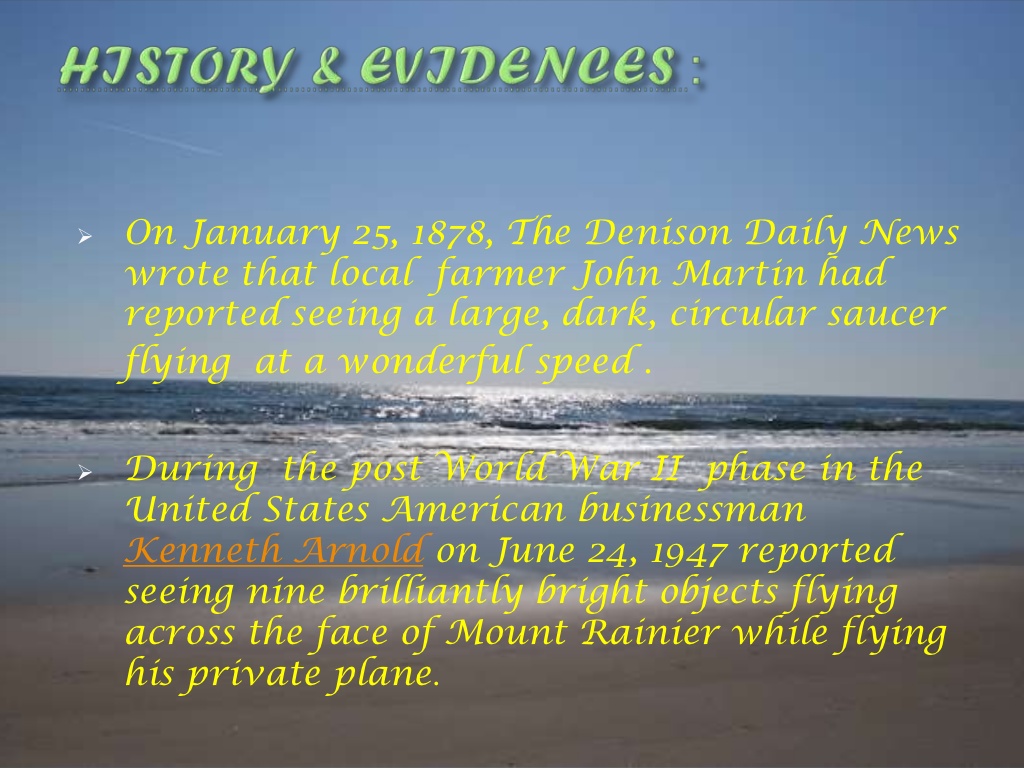 HISTORY & EVIDENCES :
On January 25, 1878, The Denison Daily News
wrote that local farmer John Martin had
reported seeing a large, dark, circular saucer
flying at a wonderful speed .
During the post World War II phase in the
United States American businessman
Kenneth Arnold on June 24, 1947 reported
seeing nine brilliantly bright objects flying
across the face of Mount Rainier while flying
his private plane.